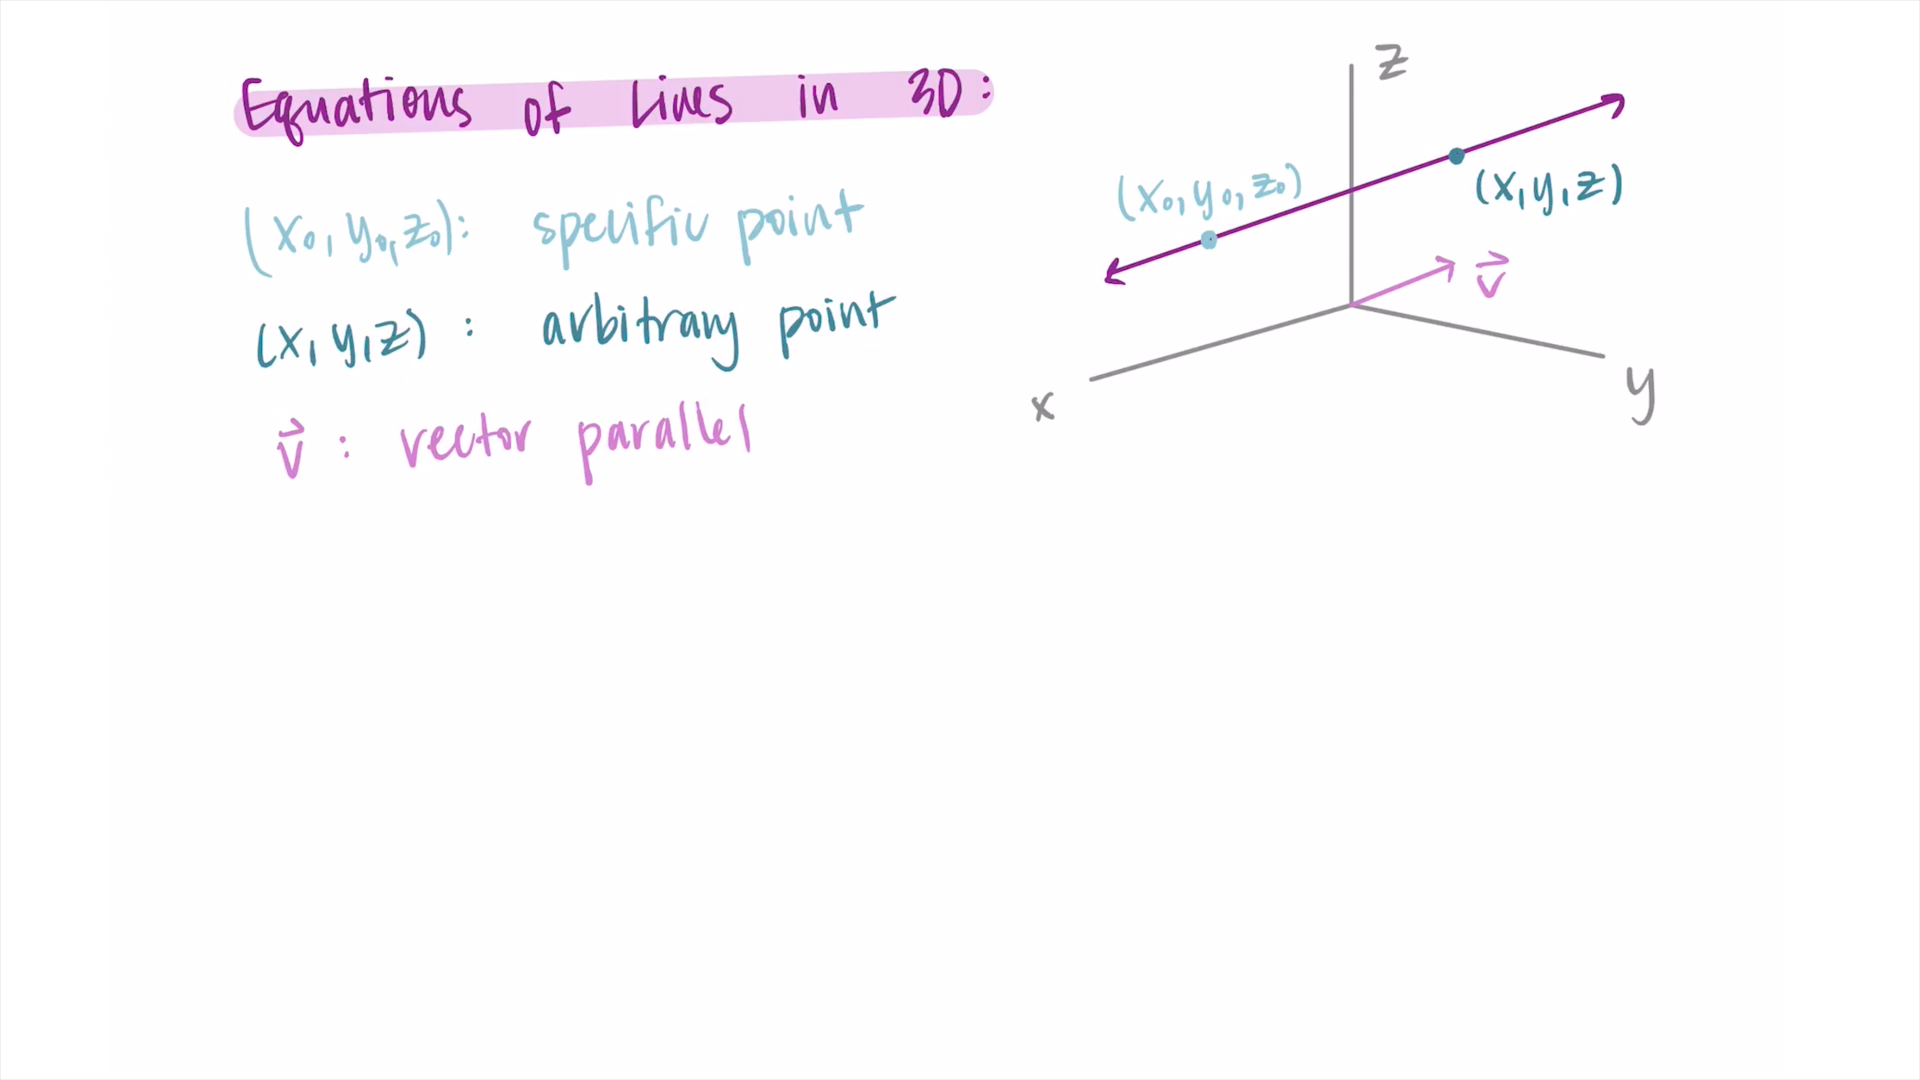 Equations of Lines in 3D:
(x₀, y₀, z₀): specific point
(x, y, z) : arbitrary point
v⃗ : vector parallel
z
(x₀, y₀, z₀)
(x, y, z)
v⃗
x
y